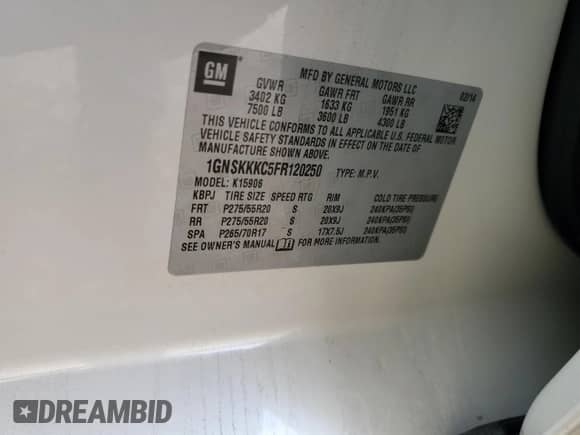 GM
MFD BY GENERAL MOTORS LLC
02/14
GVWR GAWR FRT GAWR RR
3402 KG 1633 KG 1951 KG
7500 LB 3600 LB 4300 LB
THIS VEHICLE CONFORMS TO ALL APPLICABLE U.S. FEDERAL MOTOR
VEHICLE SAFETY STANDARDS IN EFFECT ON THE DATE OF
MANUFACTURE SHOWN ABOVE.
1GNSKKKC5FR120250 TYPE: M.P.V.
MODEL: K15906
KBPJ TIRE SIZE SPEED RTG RIM COLD TIRE PRESSURE
FRT P275/55R20 S 20X9J 240KPA(35PSI)
RR P275/55R20 S 20X9J 240KPA(35PSI)
SPA P265/70R17 S 17X7.5J 240KPA(35PSI)
SEE OWNER'S MANUAL FOR MORE INFORMATION.
DREAMBID